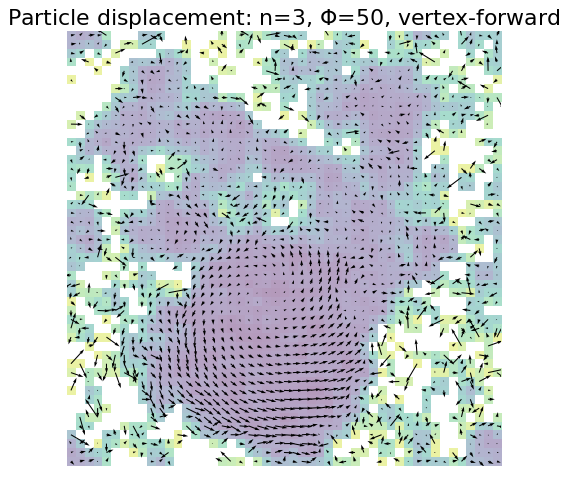 Particle displacement: n=3, Φ=50, vertex-forward